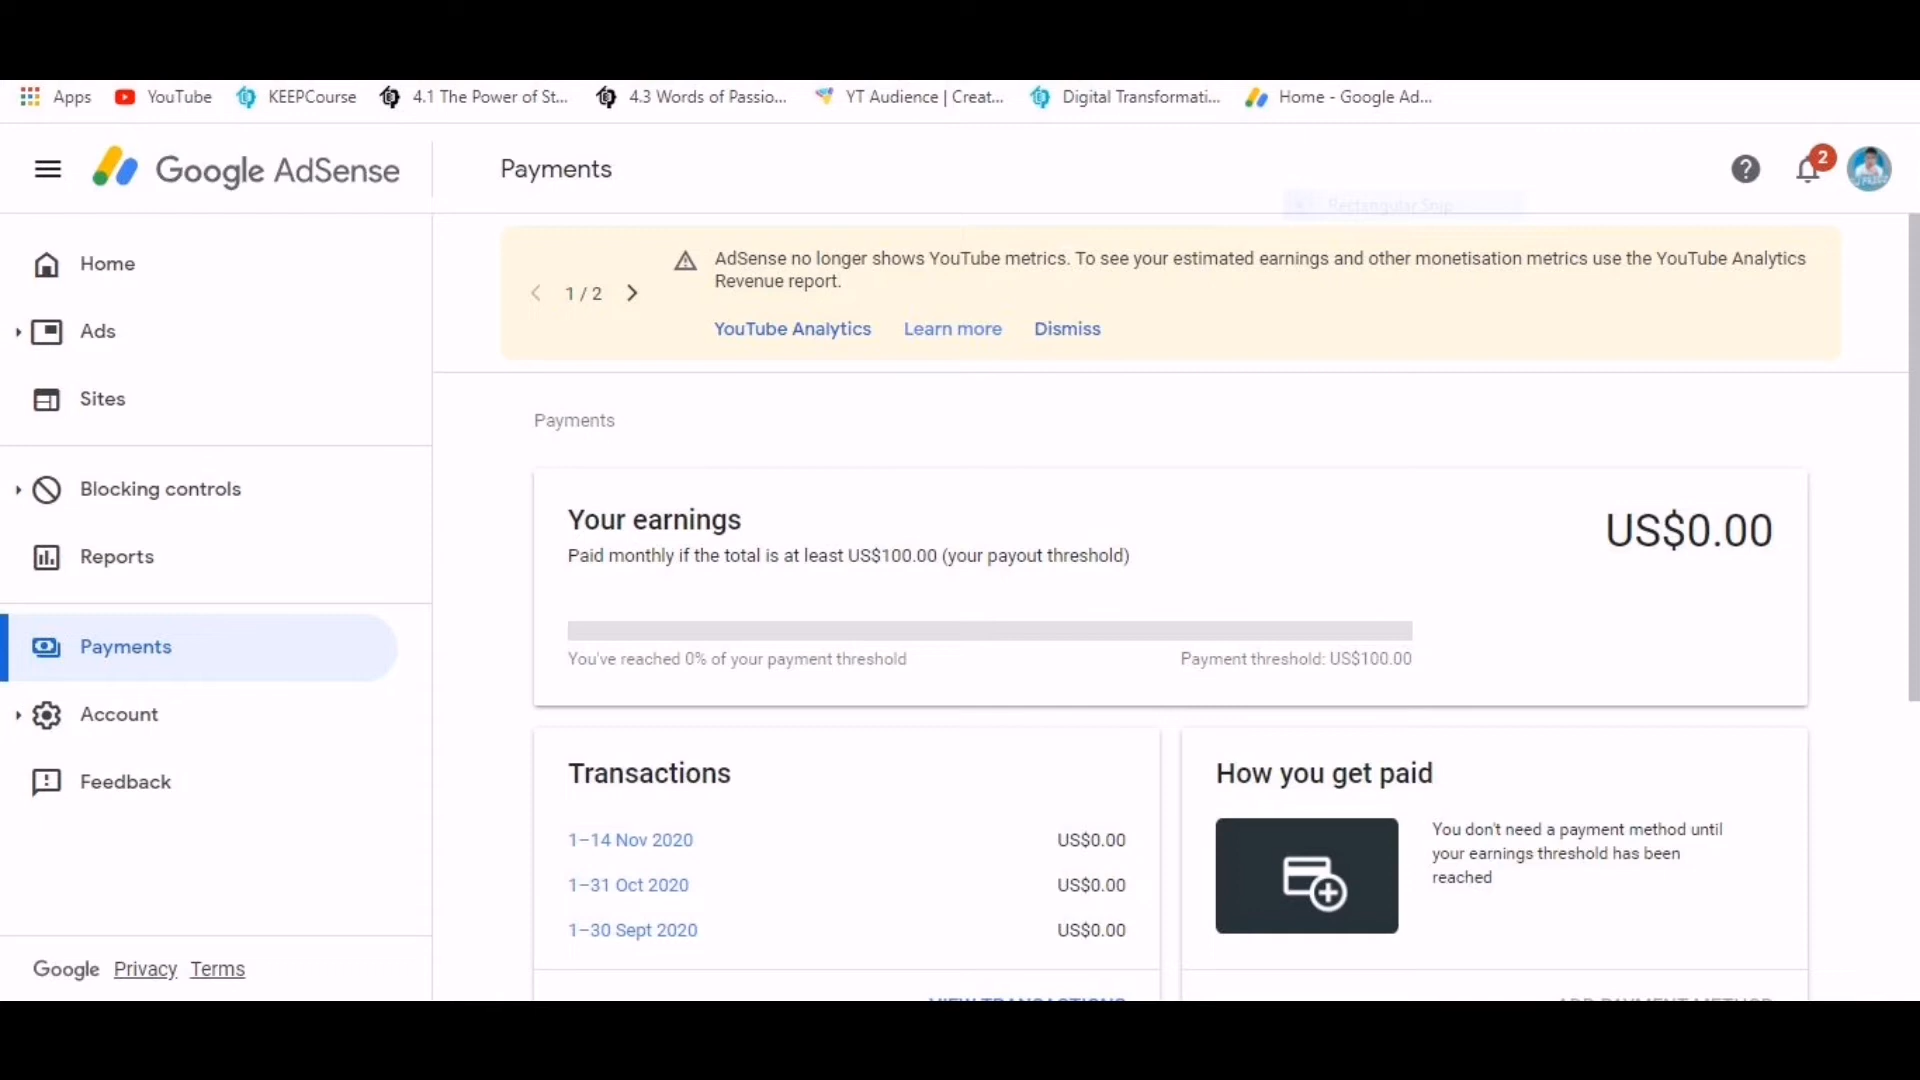 Apps YouTube KEEPCourse 4.1 The Power of St... 4.3 Words of Passio... YT Audience | Creat... Digital Transformati... Home - Google Ad...
Google AdSense
Payments
2
Rectangular Snip
Home
Ads
Sites
Blocking controls
Reports
Payments
Account
Feedback
Google Privacy Terms
1 / 2
AdSense no longer shows YouTube metrics. To see your estimated earnings and other monetisation metrics use the YouTube Analytics
Revenue report.
YouTube Analytics Learn more Dismiss
Payments
Your earnings
US$0.00
Paid monthly if the total is at least US$100.00 (your payout threshold)
You've reached 0% of your payment threshold
Payment threshold: US$100.00
Transactions
1–14 Nov 2020 US$0.00
1–31 Oct 2020 US$0.00
1–30 Sept 2020 US$0.00
VIEW TRANSACTIONS
How you get paid
You don't need a payment method until
your earnings threshold has been
reached
ADD PAYMENT METHOD